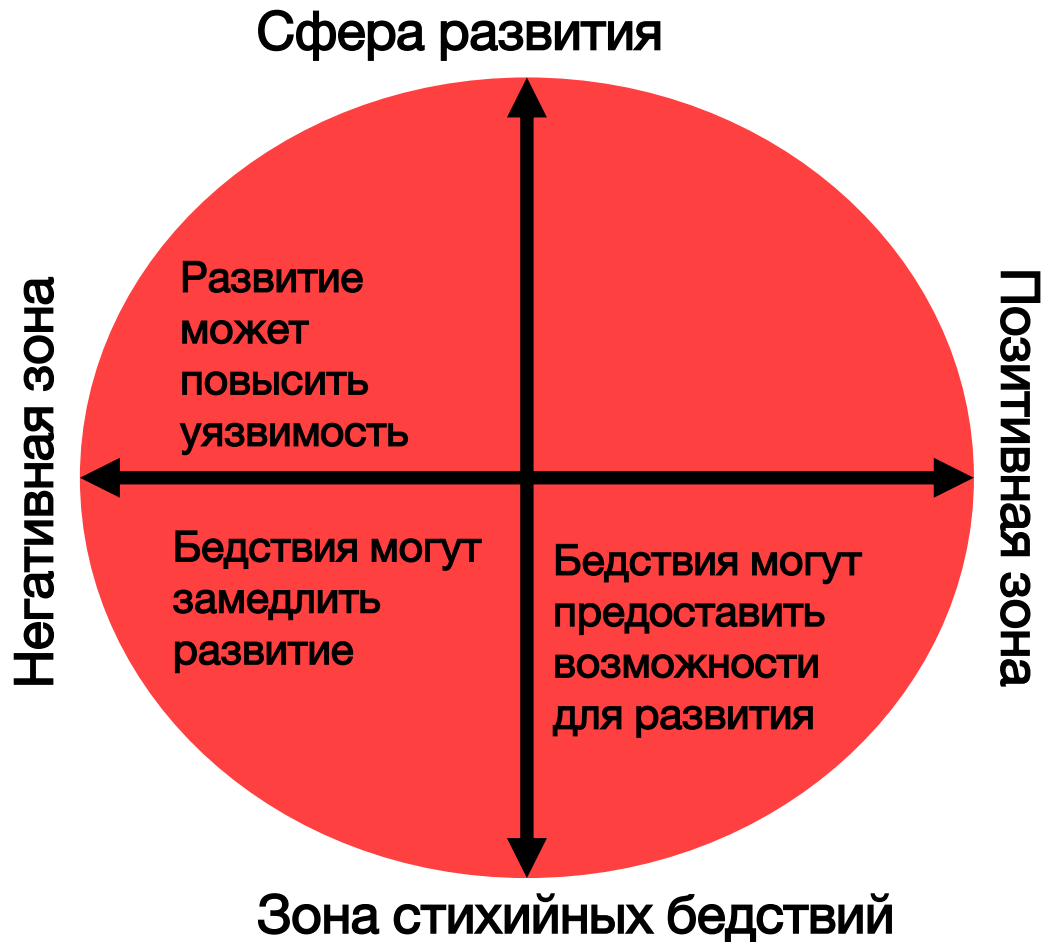 Сфера развития
Негативная зона
Развитие
может
повысить
уязвимость
Позитивная зона
Бедствия могут
замедлить
развитие
Бедствия могут
предоставить
возможности
для развития
Зона стихийных бедствий